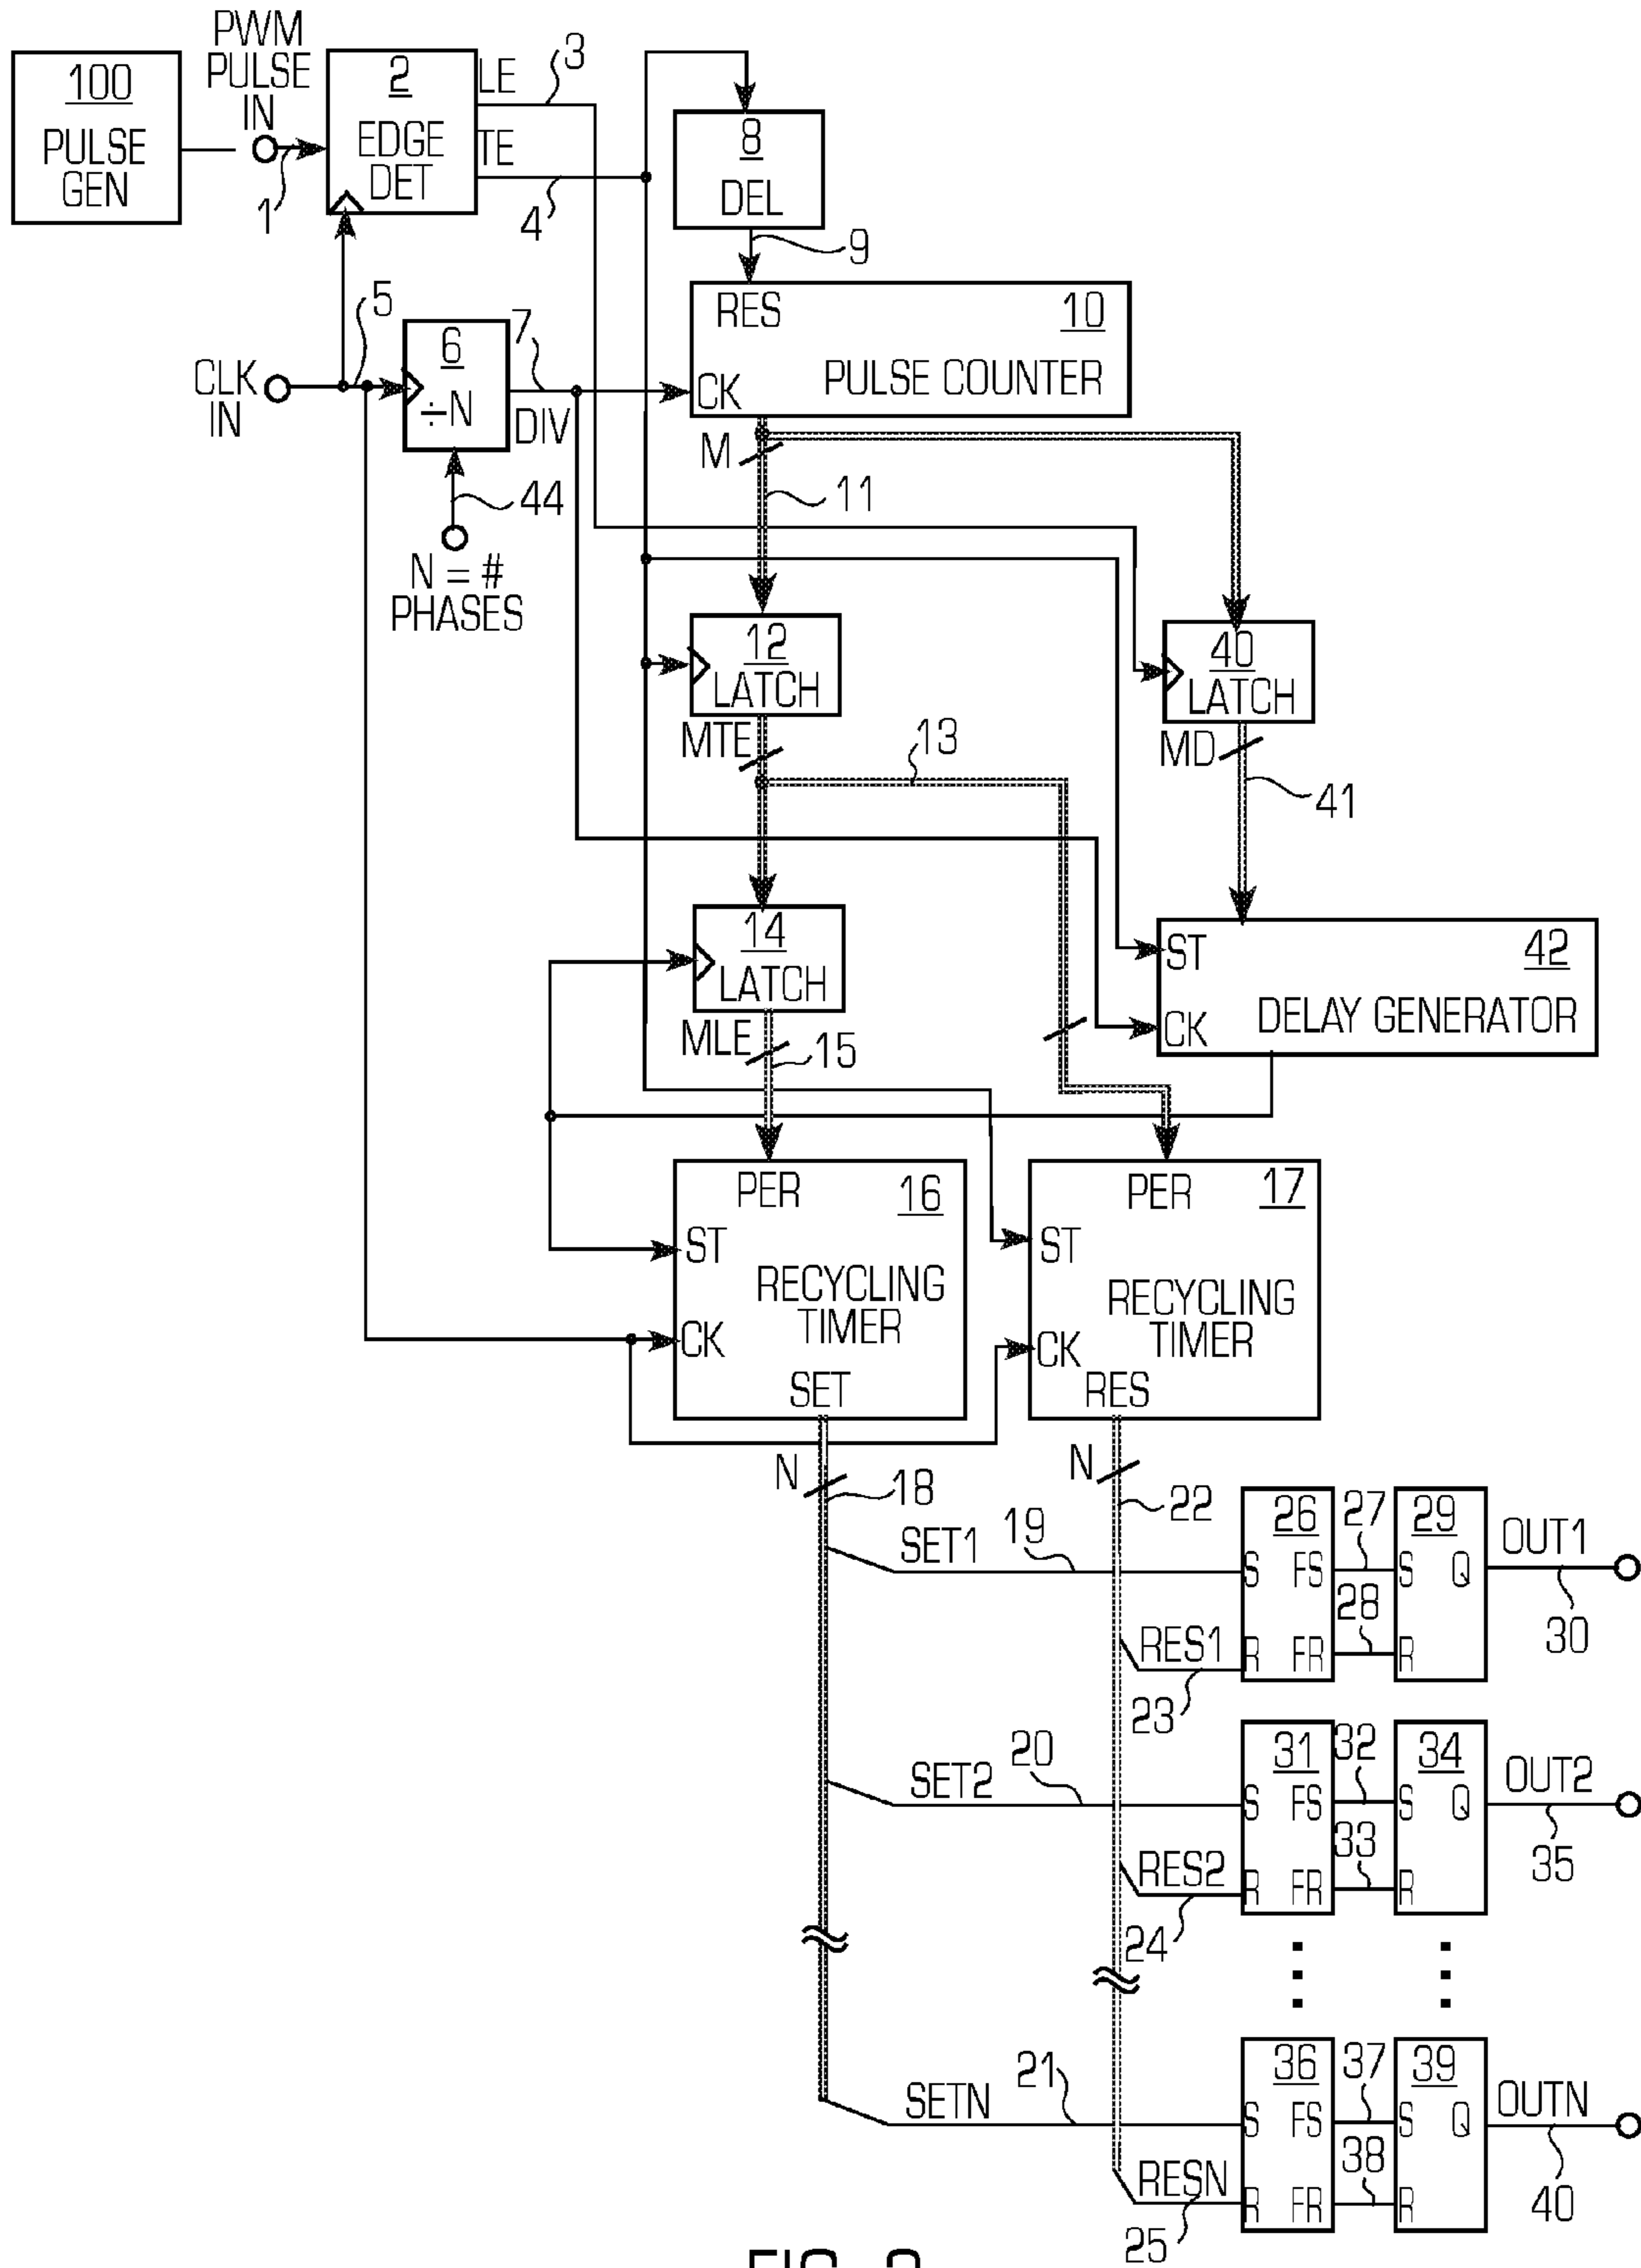 100
PULSE
GEN
PWM
PULSE
IN
1
2
EDGE
DET
LE
TE
3
4
8
DEL
9
CLK
IN
5
6
÷N
7
DIV
44
N = #
PHASES
RES
10
CK
PULSE COUNTER
M
11
12
LATCH
MTE
13
40
LATCH
MD
41
14
LATCH
MLE
15
ST
42
CK
DELAY GENERATOR
PER
16
ST
RECYCLING
TIMER
CK
SET
PER
17
ST
RECYCLING
TIMER
CK
RES
N
18
N
22
SET1
19
RES1
23
26
S
FS
R
FR
27
28
29
S
Q
R
OUT1
30
SET2
20
RES2
24
31
S
FS
R
FR
32
33
34
S
Q
R
OUT2
35
SETN
21
RESN
25
36
S
FS
R
FR
37
38
39
S
Q
R
OUTN
40